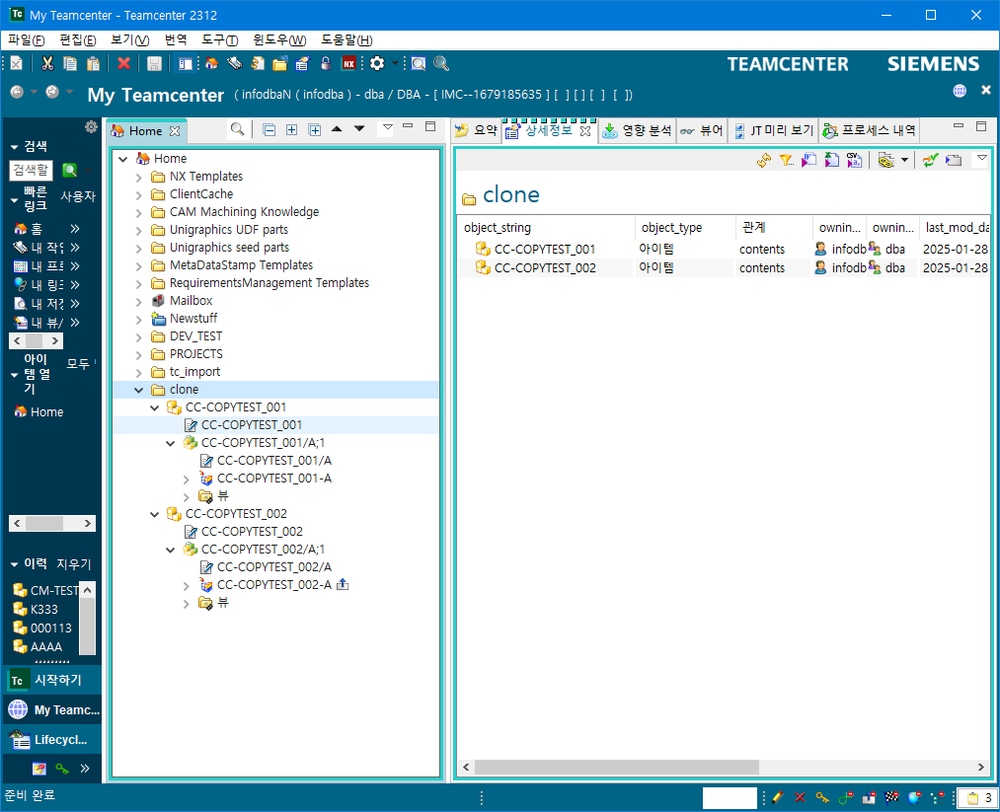 My Teamcenter - Teamcenter 2312
파일(F) 편집(E) 보기(V) 번역 도구(T) 윈도우(W) 도움말(H)
NX
TEAMCENTER SIEMENS
My Teamcenter ( infodbaN ( infodba ) - dba / DBA - [ IMC--1679185635 ] [ ] [ ] [ ] [ ])
검색
검색할
빠른 링크 사용자
홈
내 작업
내 프로
내 링크
내 저장
내 뷰/
아이템 열기 모두
Home
이력 지우기
CM-TEST
K333
000113
AAAA
Tc 시작하기
My Teamc...
Lifecycl...
Home
Home
NX Templates
ClientCache
CAM Machining Knowledge
Unigraphics UDF parts
Unigraphics seed parts
MetaDataStamp Templates
RequirementsManagement Templates
Mailbox
Newstuff
DEV_TEST
PROJECTS
tc_import
clone
CC-COPYTEST_001
CC-COPYTEST_001
CC-COPYTEST_001/A;1
CC-COPYTEST_001/A
CC-COPYTEST_001-A
뷰
CC-COPYTEST_002
CC-COPYTEST_002
CC-COPYTEST_002/A;1
CC-COPYTEST_002/A
CC-COPYTEST_002-A
뷰
요약 상세정보 영향 분석 뷰어 JT미리 보기 프로세스 내역
CSV
clone
object_string object_type 관계 ownin... ownin... last_mod_da
CC-COPYTEST_001 아이템 contents infodb dba 2025-01-28
CC-COPYTEST_002 아이템 contents infodb dba 2025-01-28
준비 완료
3